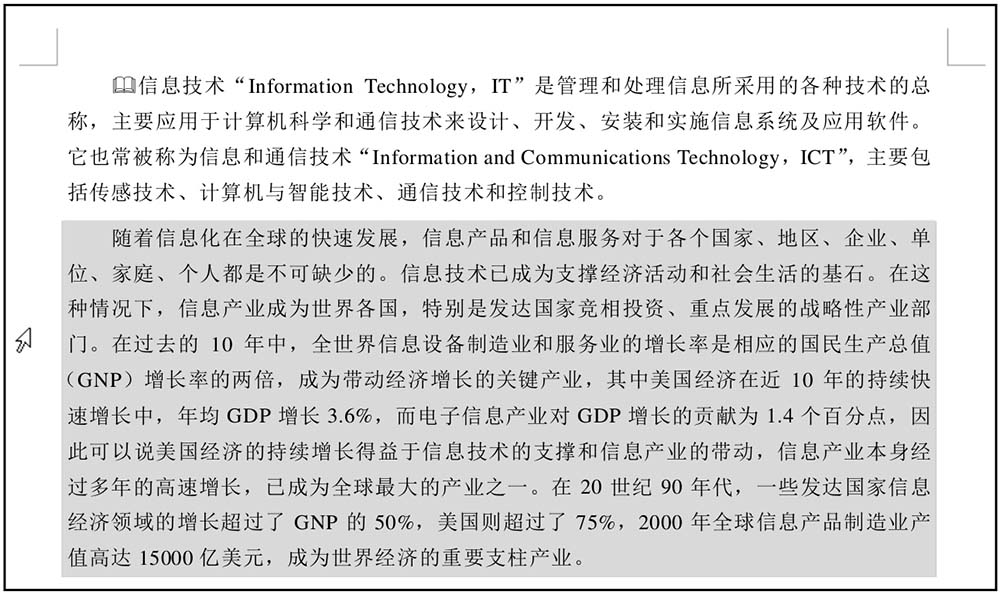 📖信息技术“Information Technology，IT”是管理和处理信息所采用的各种技术的总
称，主要应用于计算机科学和通信技术来设计、开发、安装和实施信息系统及应用软件。
它也常被称为信息和通信技术“Information and Communications Technology，ICT”，主要包
括传感技术、计算机与智能技术、通信技术和控制技术。
随着信息化在全球的快速发展，信息产品和信息服务对于各个国家、地区、企业、单
位、家庭、个人都是不可缺少的。信息技术已成为支撑经济活动和社会生活的基石。在这
种情况下，信息产业成为世界各国，特别是发达国家竞相投资、重点发展的战略性产业部
门。在过去的 10 年中，全世界信息设备制造业和服务业的增长率是相应的国民生产总值
（GNP）增长率的两倍，成为带动经济增长的关键产业，其中美国经济在近 10 年的持续快
速增长中，年均 GDP 增长 3.6%，而电子信息产业对 GDP 增长的贡献为 1.4 个百分点，因
此可以说美国经济的持续增长得益于信息技术的支撑和信息产业的带动，信息产业本身经
过多年的高速增长，已成为全球最大的产业之一。在 20 世纪 90 年代，一些发达国家信息
经济领域的增长超过了 GNP 的 50%，美国则超过了 75%，2000 年全球信息产品制造业产
值高达 15000 亿美元，成为世界经济的重要支柱产业。